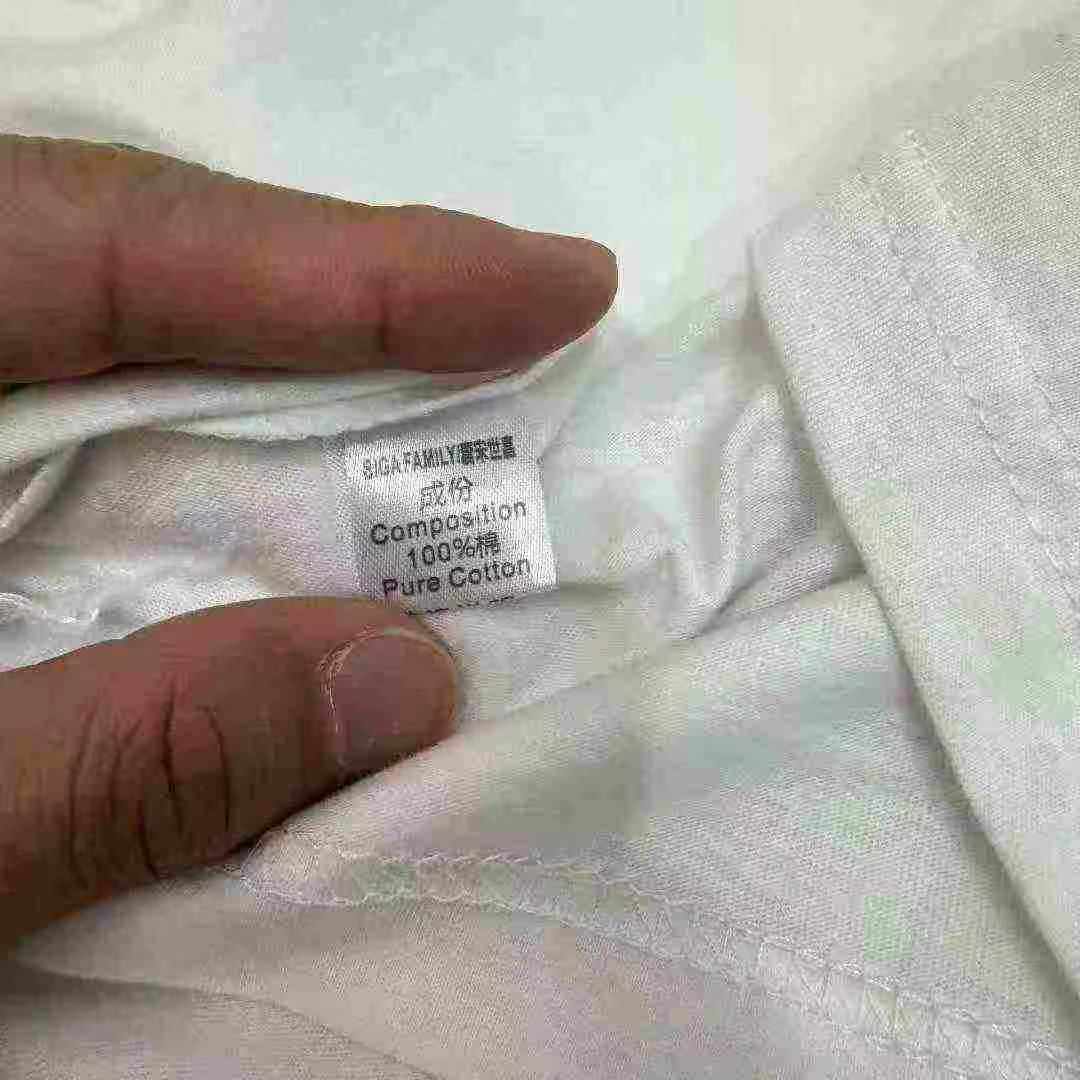 SIGA FAMILY/
成份
Composition
100%棉
Pure Cotton